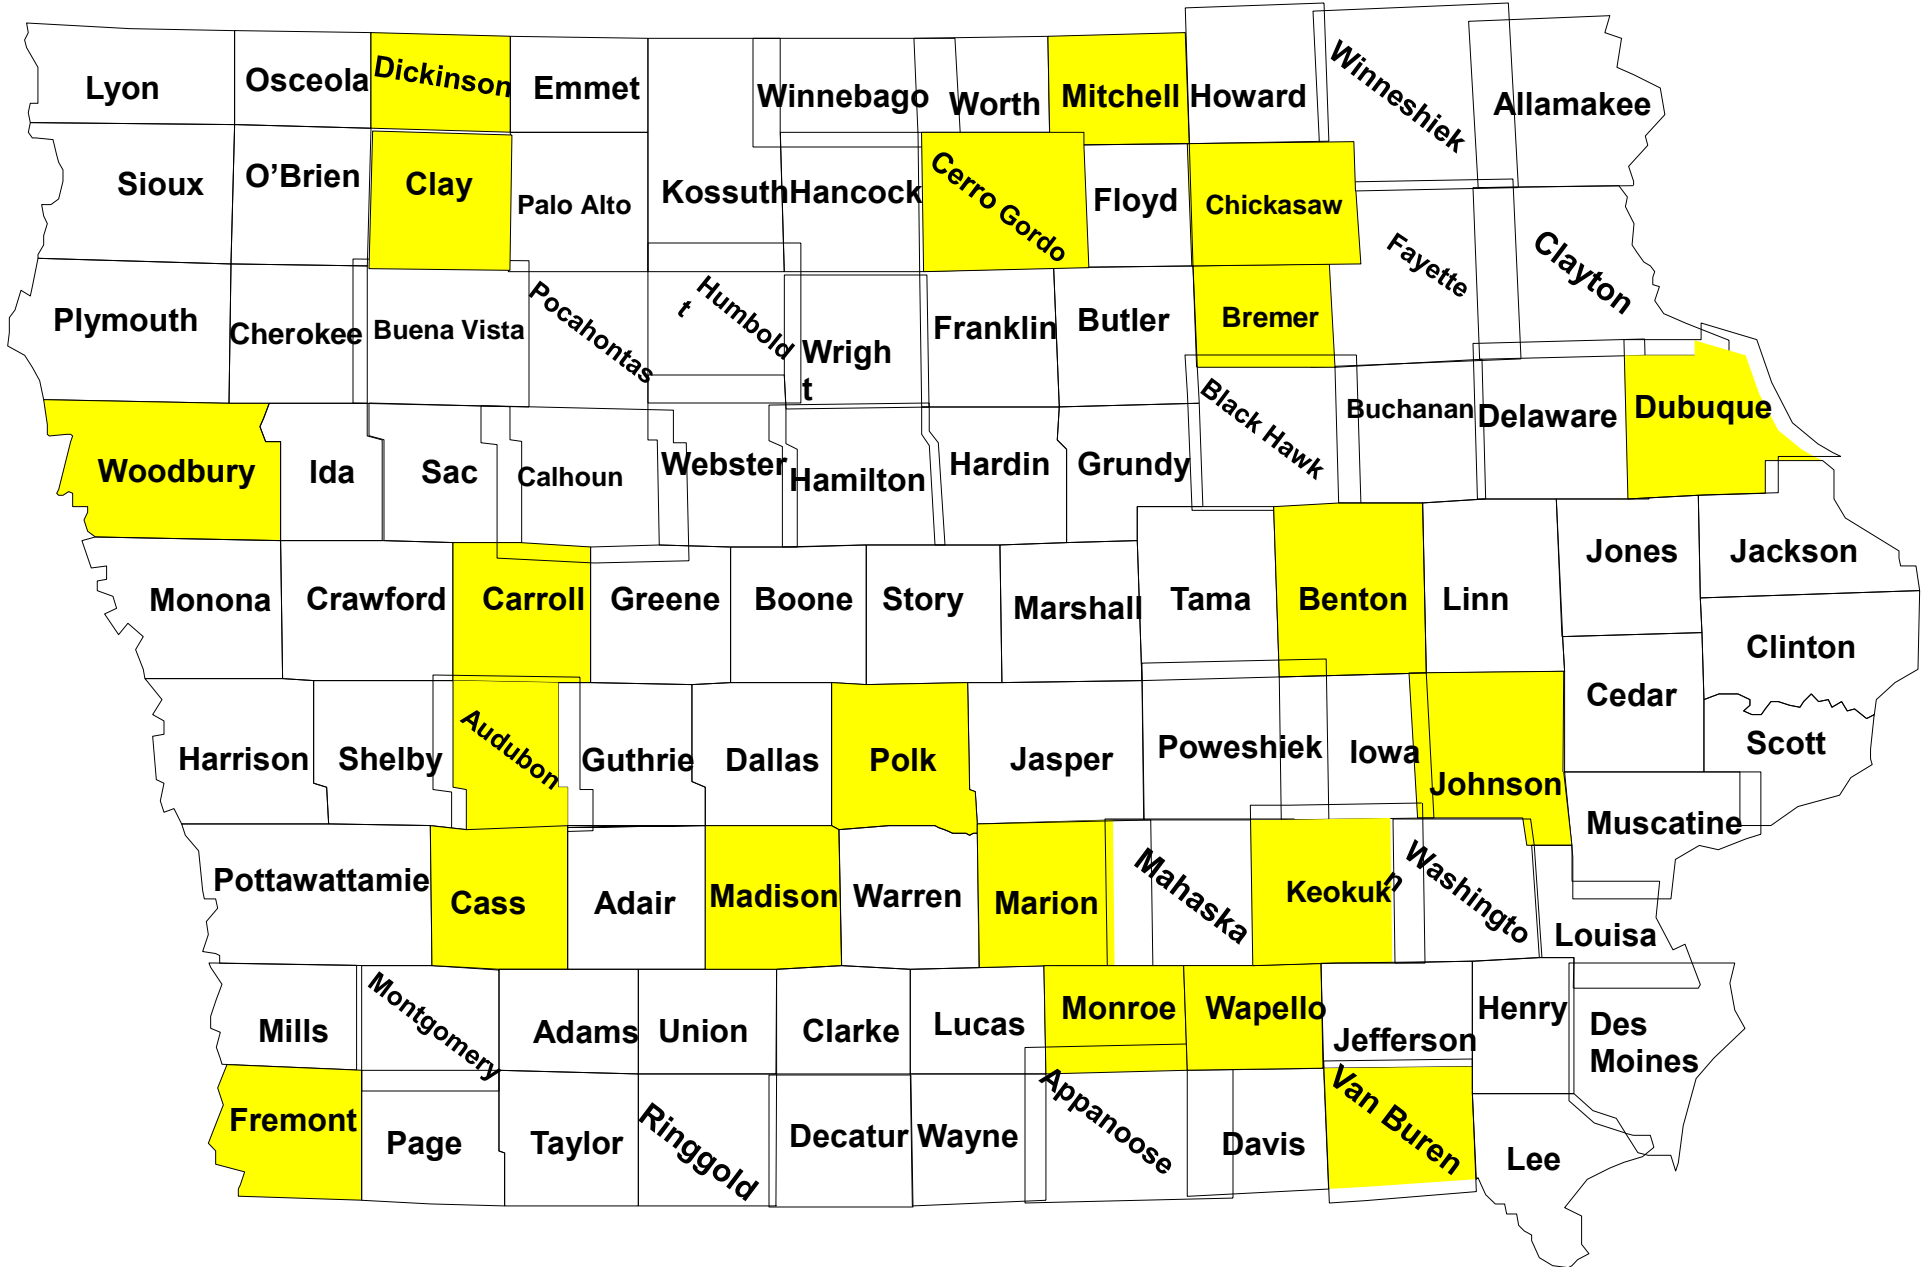 Lyon
Osceola
Dickinson
Emmet
Winnebago
Worth
Mitchell
Howard
Winneshiek
Allamakee
Sioux
O’Brien
Clay
Palo Alto
Kossuth
Hancock
Cerro Gordo
Floyd
Chickasaw
Fayette
Clayton
Plymouth
Cherokee
Buena Vista
Pocahontas
Humbold
t
Wrigh
t
Franklin
Butler
Bremer
Black Hawk
Buchanan
Delaware
Dubuque
Woodbury
Ida
Sac
Calhoun
Webster
Hamilton
Hardin
Grundy
Jones
Jackson
Monona
Crawford
Carroll
Greene
Boone
Story
Marshall
Tama
Benton
Linn
Clinton
Cedar
Harrison
Shelby
Audubon
Guthrie
Dallas
Polk
Jasper
Poweshiek
Iowa
Johnson
Scott
Muscatine
Pottawattamie
Cass
Adair
Madison
Warren
Marion
Mahaska
Keokuk
Washingto
n
Louisa
Mills
Montgomery
Adams
Union
Clarke
Lucas
Monroe
Wapello
Jefferson
Henry
Des
Moines
Fremont
Page
Taylor
Ringgold
Decatur
Wayne
Appanoose
Davis
Van Buren
Lee